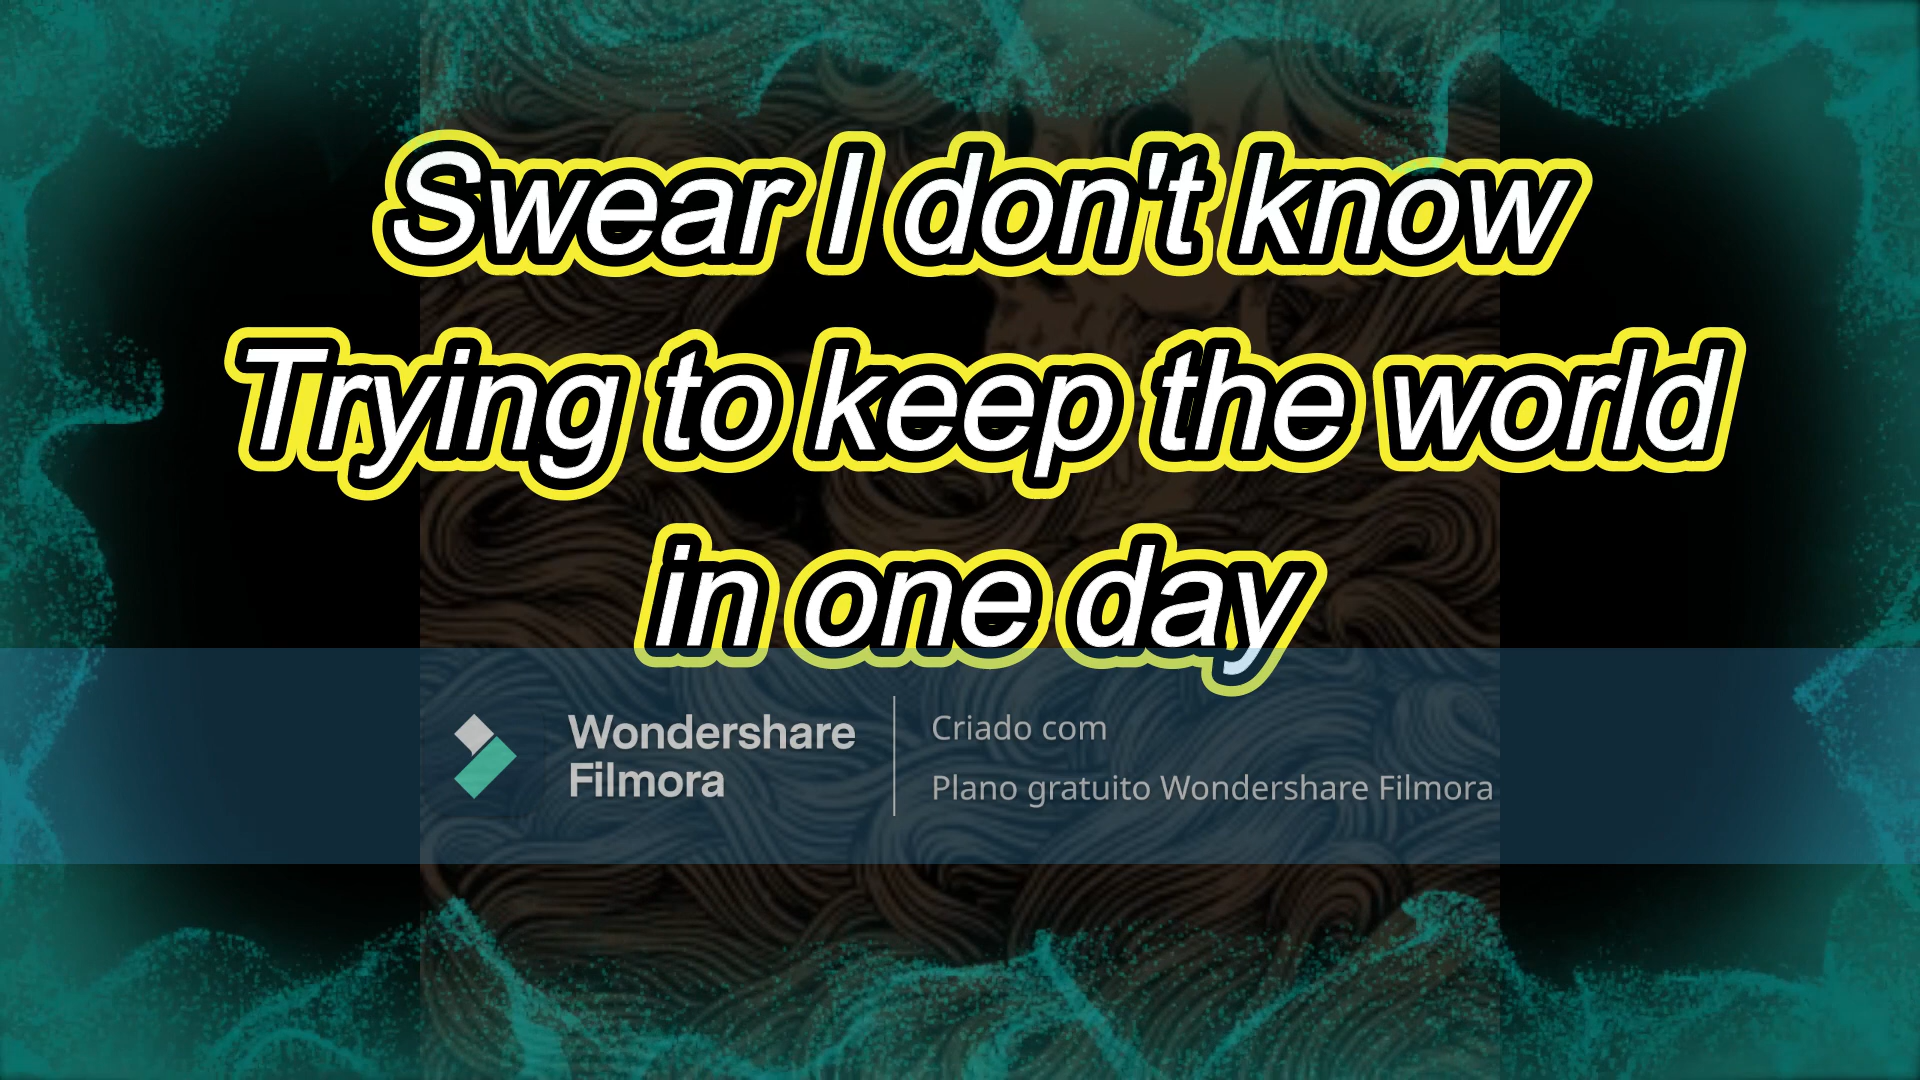 Swear I don't know
Trying to keep the world
in one day
Wondershare
Filmora
Criado com
Plano gratuito Wondershare Filmora